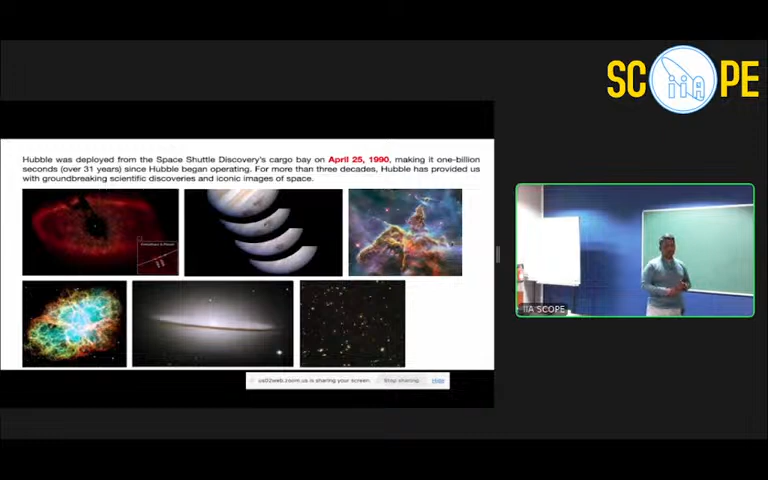 SC iiA PE
Hubble was deployed from the Space Shuttle Discovery's cargo bay on April 25, 1990, making it one-billion
seconds (over 31 years) since Hubble began operating. For more than three decades, Hubble has provided us
with groundbreaking scientific discoveries and iconic images of space.
IIA SCOPE
us02web.zoom.us is sharing your screen. Stop sharing Hide